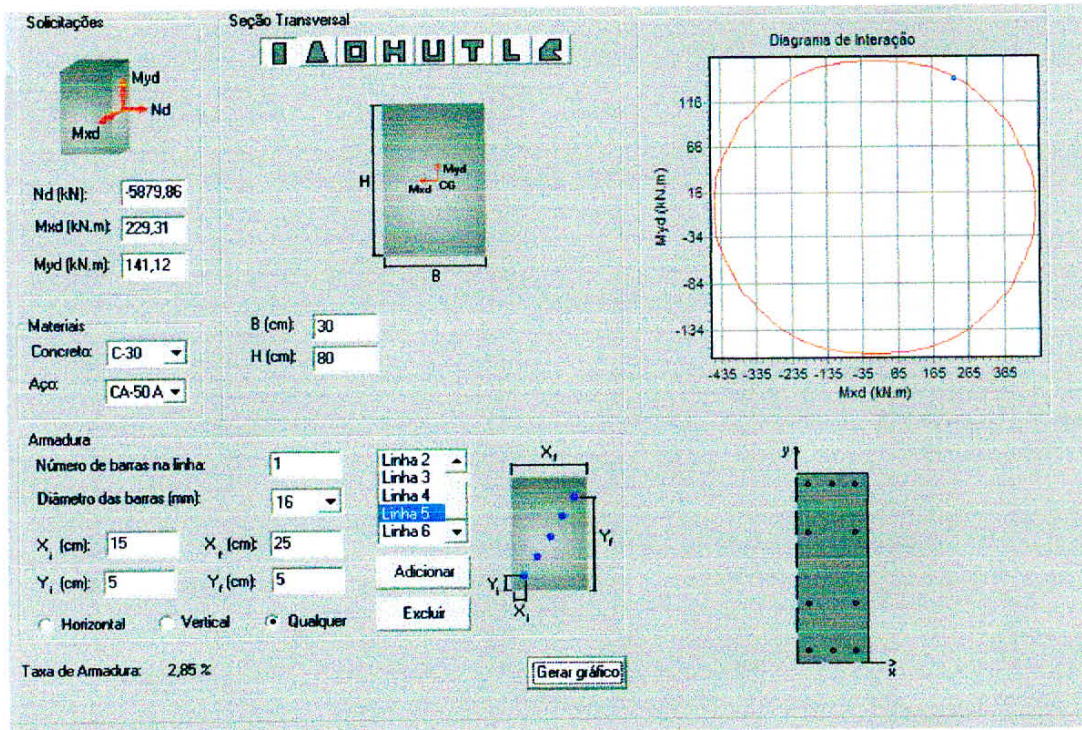 Solicitações
Myd
Nd
Mxd
Nd (kN): -5879,86
Mxd (kN.m): 229,31
Myd (kN.m): 141,12
Materiais
Concreto: C-30
Aço: CA-50 A
Seção Transversal
H
Myd
Mxd CG
B
B (cm): 30
H (cm): 80
Diagrama de Interação
Myd (kN.m)
116
66
16
-34
-84
-134
-435 -335 -235 -135 -35 65 165 265 365
Mxd (kN.m)
Armadura
Número de barras na linha: 1
Diâmetro das barras (mm): 16
Xi (cm): 15 Xf (cm): 25
Yi (cm): 5 Yf (cm): 5
Horizontal Vertical Qualquer
Linha 2
Linha 3
Linha 4
Linha 5
Linha 6
Adicionar
Excluir
Xf
Yf
Yi
Xi
y
x
Taxa de Armadura: 2,85 %
Gerar gráfico